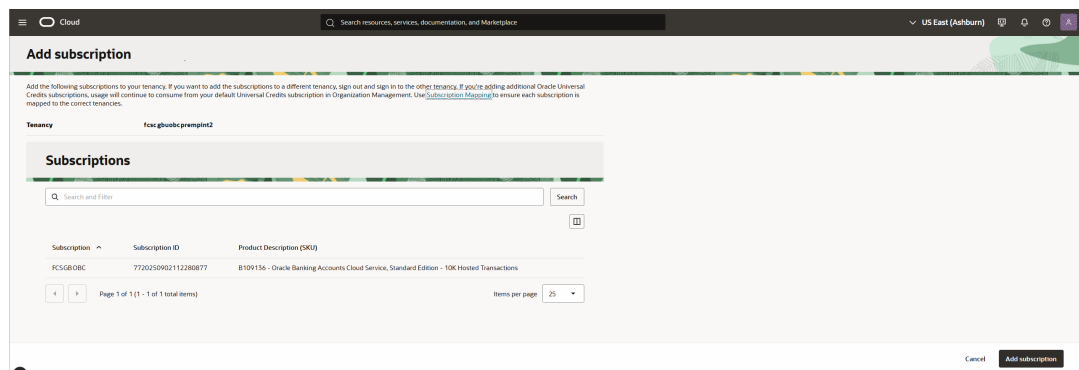 Cloud
Search resources, services, documentation, and Marketplace
US East (Ashburn)
Add subscription
Add the following subscriptions to your tenancy. If you want to add the subscriptions to a different tenancy, sign out and sign in to the other tenancy. If you're adding additional Oracle Universal
Credits subscriptions, usage will continue to consume from your default Universal Credits subscription in Organization Management. Use Subscription Mapping to ensure each subscription is
mapped to the correct tenancies.
Tenancy fcscgbuobcprempint2
Subscriptions
Search and Filter Search
Subscription Subscription ID Product Description (SKU)
FCSGBOBC 7720250902112280877 B109136 - Oracle Banking Accounts Cloud Service, Standard Edition - 10K Hosted Transactions
Page 1 of 1 (1 - 1 of 1 total items) Items per page 25
Cancel Add subscription